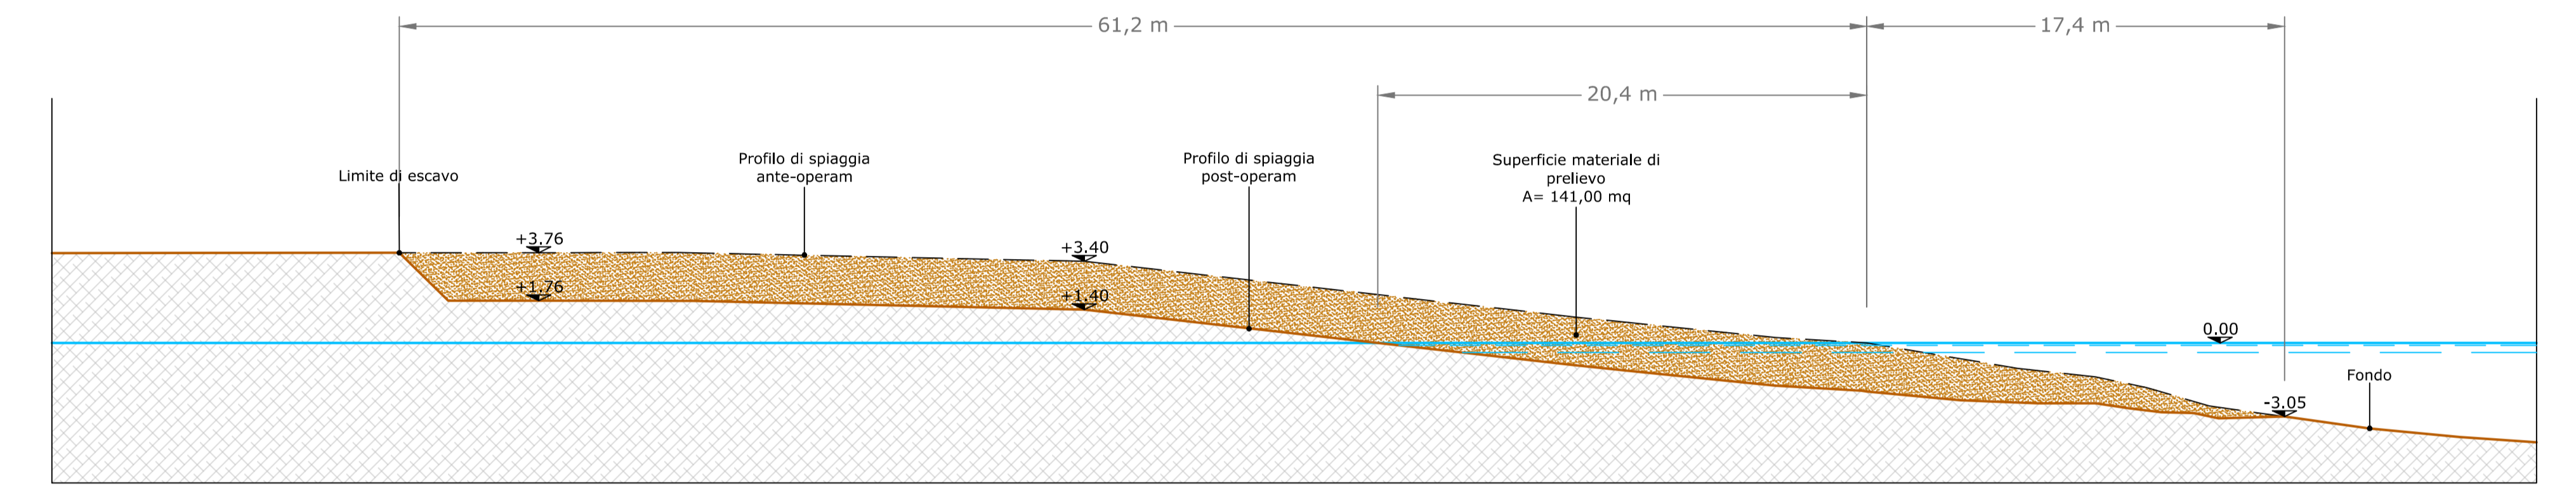 61,2 m
17,4 m
20,4 m
Limite di escavo
Profilo di spiaggia
ante-operam
Profilo di spiaggia
post-operam
Superficie materiale di
prelievo
A= 141,00 mq
+3.76
+3.40
+1.76
+1.40
0.00
Fondo
-3.05